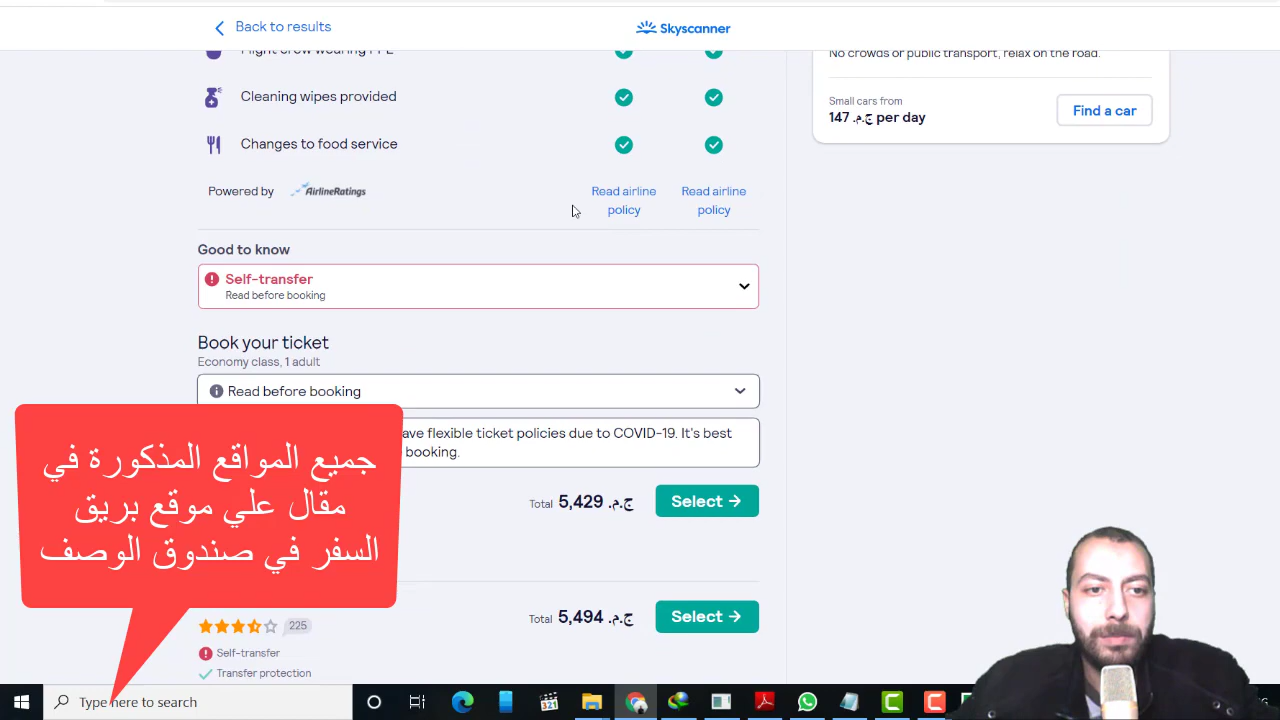 Back to results
Skyscanner
Flight crew wearing PPE
No crowds or public transport, relax on the road.
Cleaning wipes provided
Small cars from
147 ج.م. per day
Find a car
Changes to food service
Powered by AirlineRatings
Read airline policy
Read airline policy
Good to know
Self-transfer
Read before booking
Book your ticket
Economy class, 1 adult
Read before booking
ave flexible ticket policies due to COVID-19. It's best
booking.
جميع المواقع المذكورة في
مقال علي موقع بريق
السفر في صندوق الوصف
Total 5,429 ج.م.
Select →
225
Total 5,494 ج.م.
Select →
Self-transfer
Transfer protection
Type here to search
321